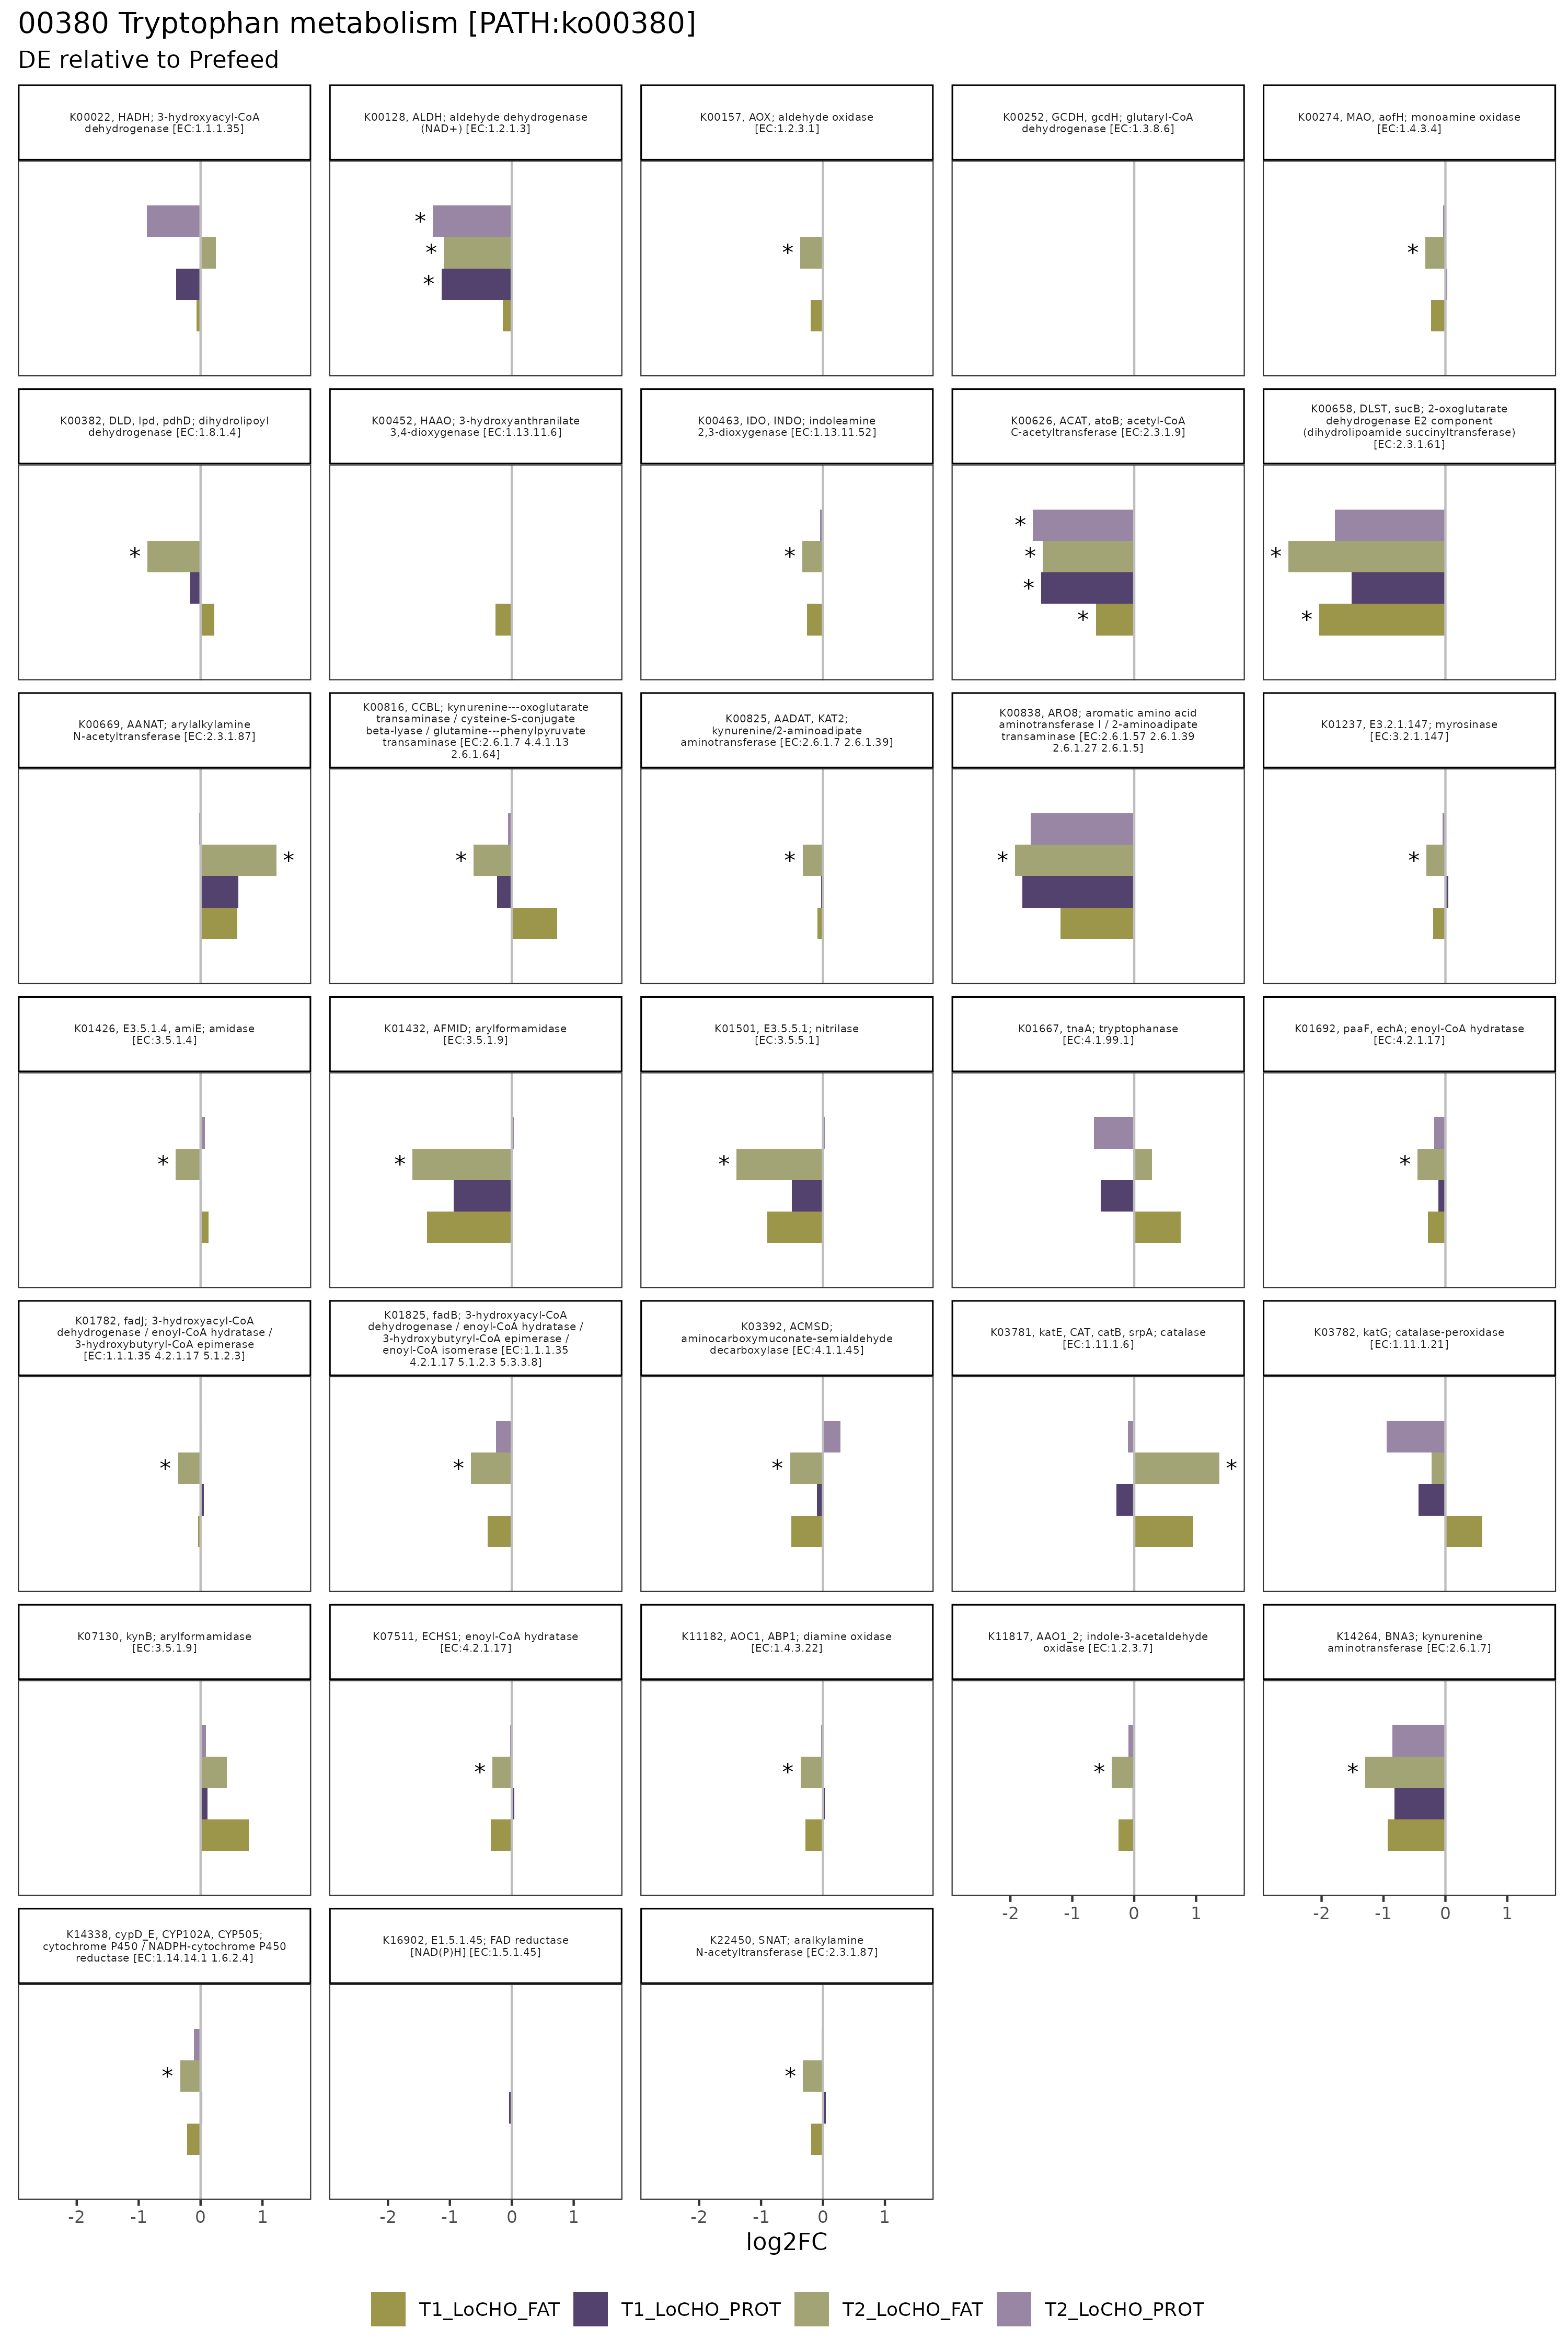 00380 Tryptophan metabolism [PATH:ko00380]
DE relative to Prefeed
K00022, HADH; 3-hydroxyacyl-CoA
dehydrogenase [EC:1.1.1.35]
K00128, ALDH; aldehyde dehydrogenase
(NAD+) [EC:1.2.1.3]
K00157, AOX; aldehyde oxidase
[EC:1.2.3.1]
K00252, GCDH, gcdH; glutaryl-CoA
dehydrogenase [EC:1.3.8.6]
K00274, MAO, aofH; monoamine oxidase
[EC:1.4.3.4]
*
*
*
*
*
K00382, DLD, lpd, pdhD; dihydrolipoyl
dehydrogenase [EC:1.8.1.4]
K00452, HAAO; 3-hydroxyanthranilate
3,4-dioxygenase [EC:1.13.11.6]
K00463, IDO, INDO; indoleamine
2,3-dioxygenase [EC:1.13.11.52]
K00626, ACAT, atoB; acetyl-CoA
C-acetyltransferase [EC:2.3.1.9]
K00658, DLST, sucB; 2-oxoglutarate
dehydrogenase E2 component
(dihydrolipoamide succinyltransferase)
[EC:2.3.1.61]
*
*
*
*
*
*
*
*
K00669, AANAT; arylalkylamine
N-acetyltransferase [EC:2.3.1.87]
K00816, CCBL; kynurenine---oxoglutarate
transaminase / cysteine-S-conjugate
beta-lyase / glutamine---phenylpyruvate
transaminase [EC:2.6.1.7 4.4.1.13
2.6.1.64]
K00825, AADAT, KAT2;
kynurenine/2-aminoadipate
aminotransferase [EC:2.6.1.7 2.6.1.39]
K00838, ARO8; aromatic amino acid
aminotransferase I / 2-aminoadipate
transaminase [EC:2.6.1.57 2.6.1.39
2.6.1.27 2.6.1.5]
K01237, E3.2.1.147; myrosinase
[EC:3.2.1.147]
*
*
*
*
*
K01426, E3.5.1.4, amiE; amidase
[EC:3.5.1.4]
K01432, AFMID; arylformamidase
[EC:3.5.1.9]
K01501, E3.5.5.1; nitrilase
[EC:3.5.5.1]
K01667, tnaA; tryptophanase
[EC:4.1.99.1]
K01692, paaF, echA; enoyl-CoA hydratase
[EC:4.2.1.17]
*
*
*
*
K01782, fadJ; 3-hydroxyacyl-CoA
dehydrogenase / enoyl-CoA hydratase /
3-hydroxybutyryl-CoA epimerase
[EC:1.1.1.35 4.2.1.17 5.1.2.3]
K01825, fadB; 3-hydroxyacyl-CoA
dehydrogenase / enoyl-CoA hydratase /
3-hydroxybutyryl-CoA epimerase /
enoyl-CoA isomerase [EC:1.1.1.35
4.2.1.17 5.1.2.3 5.3.3.8]
K03392, ACMSD;
aminocarboxymuconate-semialdehyde
decarboxylase [EC:4.1.1.45]
K03781, katE, CAT, catB, srpA; catalase
[EC:1.11.1.6]
K03782, katG; catalase-peroxidase
[EC:1.11.1.21]
*
*
*
*
K07130, kynB; arylformamidase
[EC:3.5.1.9]
K07511, ECHS1; enoyl-CoA hydratase
[EC:4.2.1.17]
K11182, AOC1, ABP1; diamine oxidase
[EC:1.4.3.22]
K11817, AAO1_2; indole-3-acetaldehyde
oxidase [EC:1.2.3.7]
K14264, BNA3; kynurenine
aminotransferase [EC:2.6.1.7]
*
*
*
*
-2 -1 0 1
-2 -1 0 1
K14338, cypD_E, CYP102A, CYP505;
cytochrome P450 / NADPH-cytochrome P450
reductase [EC:1.14.14.1 1.6.2.4]
K16902, E1.5.1.45; FAD reductase
[NAD(P)H] [EC:1.5.1.45]
K22450, SNAT; aralkylamine
N-acetyltransferase [EC:2.3.1.87]
*
*
-2 -1 0 1
-2 -1 0 1
-2 -1 0 1
log2FC
T1_LoCHO_FAT T1_LoCHO_PROT T2_LoCHO_FAT T2_LoCHO_PROT